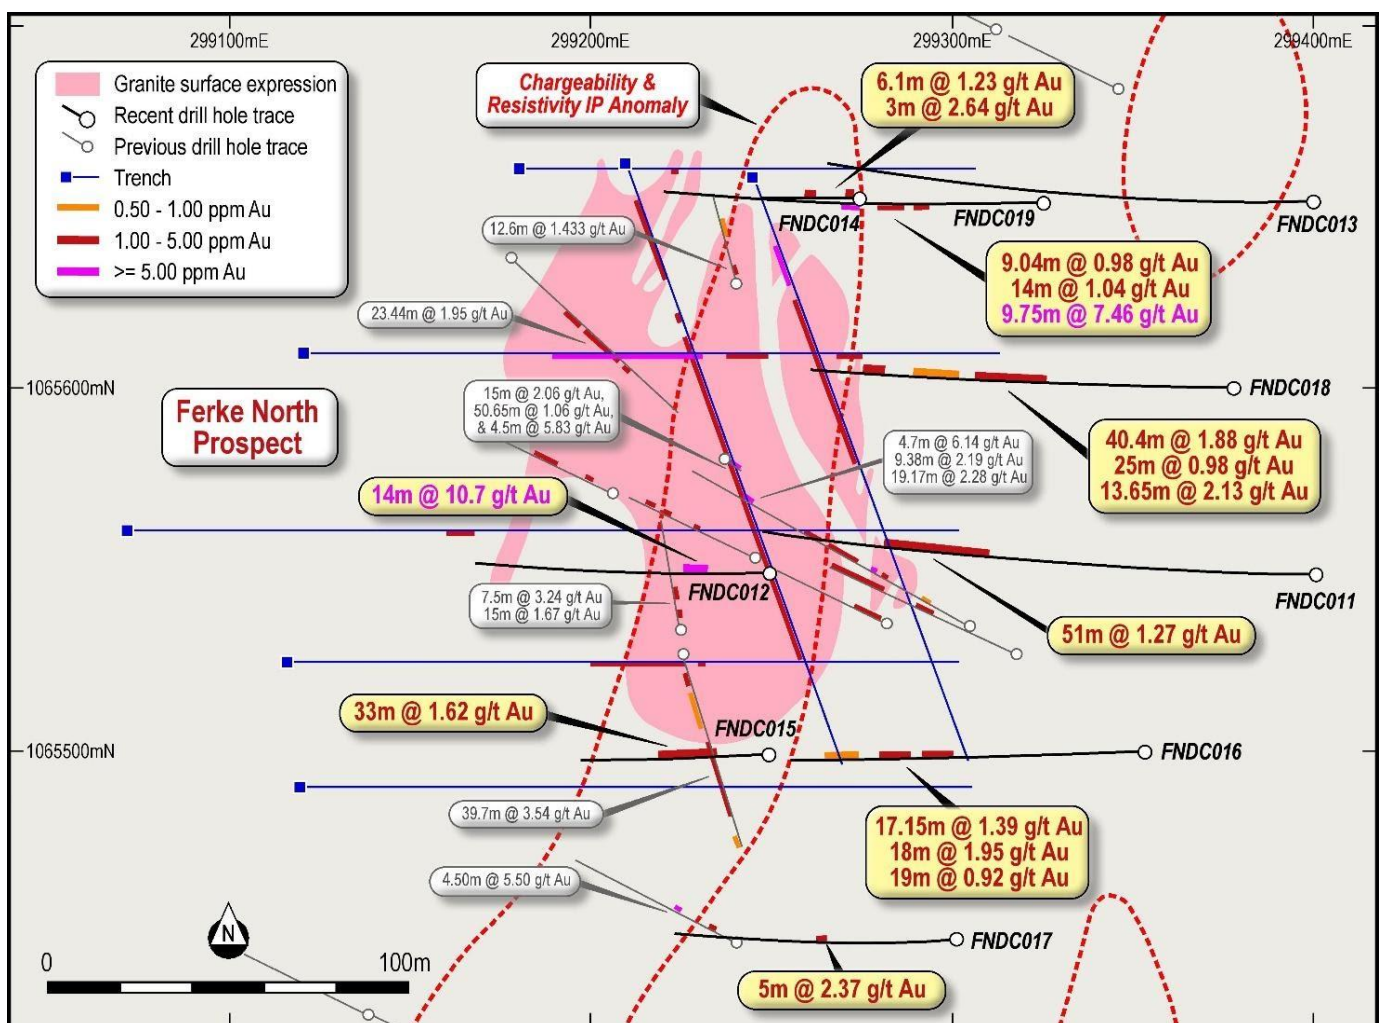 299100mE
299200mE
299300mE
299400mE
Granite surface expression
Recent drill hole trace
Previous drill hole trace
Trench
0.50 - 1.00 ppm Au
1.00 - 5.00 ppm Au
>= 5.00 ppm Au
Chargeability &
Resistivity IP Anomaly
6.1m @ 1.23 g/t Au
3m @ 2.64 g/t Au
FNDC014
FNDC019
FNDC013
12.6m @ 1.433 g/t Au
9.04m @ 0.98 g/t Au
14m @ 1.04 g/t Au
9.75m @ 7.46 g/t Au
23.44m @ 1.95 g/t Au
1065600mN
FNDC018
Ferke North
Prospect
15m @ 2.06 g/t Au,
50.65m @ 1.06 g/t Au,
& 4.5m @ 5.83 g/t Au
4.7m @ 6.14 g/t Au
9.38m @ 2.19 g/t Au
19.17m @ 2.28 g/t Au
40.4m @ 1.88 g/t Au
25m @ 0.98 g/t Au
13.65m @ 2.13 g/t Au
14m @ 10.7 g/t Au
FNDC012
FNDC011
7.5m @ 3.24 g/t Au
15m @ 1.67 g/t Au
51m @ 1.27 g/t Au
33m @ 1.62 g/t Au
FNDC015
1065500mN
FNDC016
39.7m @ 3.54 g/t Au
17.15m @ 1.39 g/t Au
18m @ 1.95 g/t Au
19m @ 0.92 g/t Au
4.50m @ 5.50 g/t Au
N
FNDC017
0
100m
5m @ 2.37 g/t Au